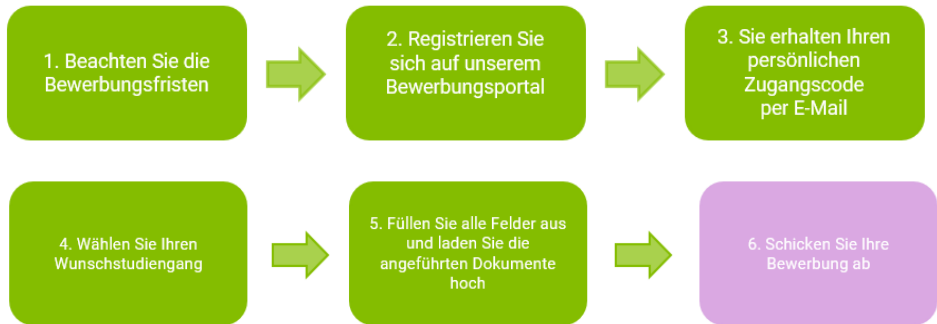 1. Beachten Sie die
Bewerbungsfristen
2. Registrieren Sie
sich auf unserem
Bewerbungsportal
3. Sie erhalten Ihren
persönlichen
Zugangscode
per E-Mail
4. Wählen Sie Ihren
Wunschstudiengang
5. Füllen Sie alle Felder aus
und laden Sie die
angeführten Dokumente
hoch
6. Schicken Sie Ihre
Bewerbung ab